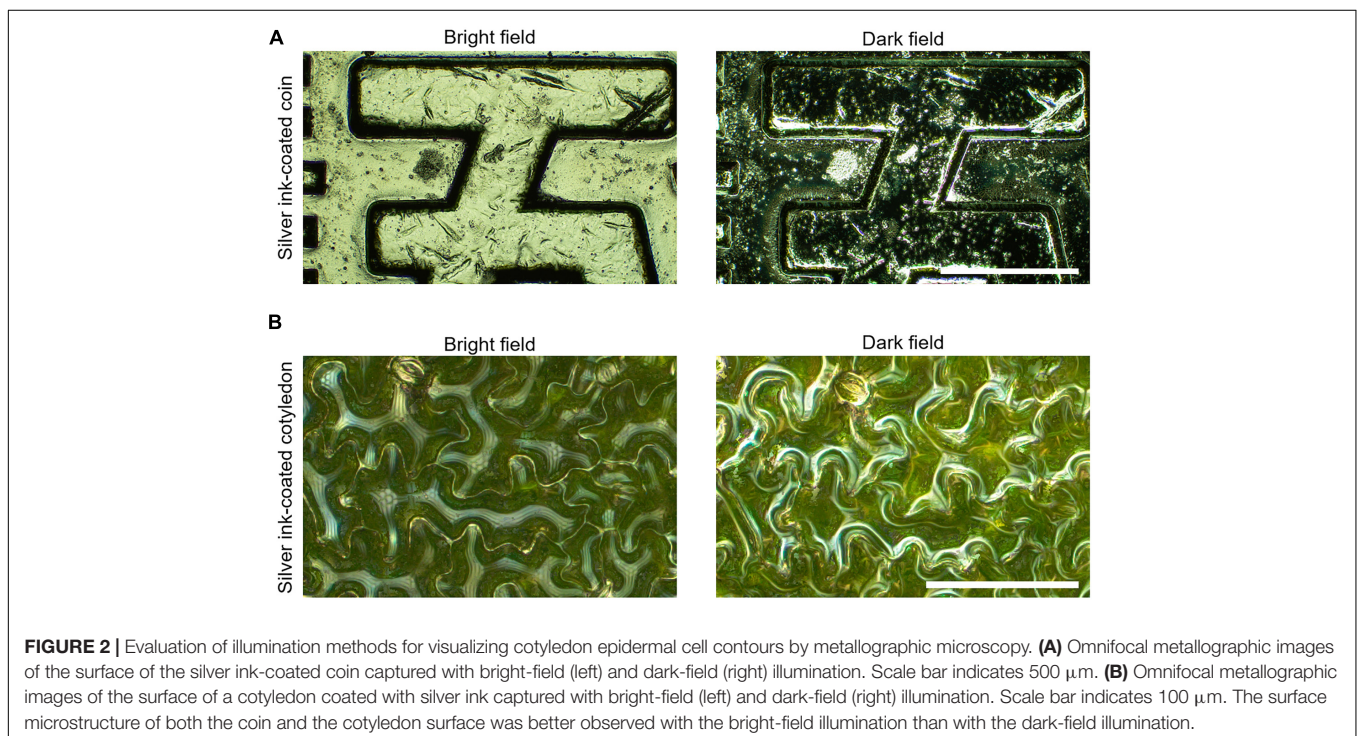 A
Bright field
Dark field
Silver ink-coated coin
B
Bright field
Dark field
Silver ink-coated cotyledon
FIGURE 2 | Evaluation of illumination methods for visualizing cotyledon epidermal cell contours by metallographic microscopy. (A) Omnifocal metallographic images
of the surface of the silver ink-coated coin captured with bright-field (left) and dark-field (right) illumination. Scale bar indicates 500 μm. (B) Omnifocal metallographic
images of the surface of a cotyledon coated with silver ink captured with bright-field (left) and dark-field (right) illumination. Scale bar indicates 100 μm. The surface
microstructure of both the coin and the cotyledon surface was better observed with the bright-field illumination than with the dark-field illumination.